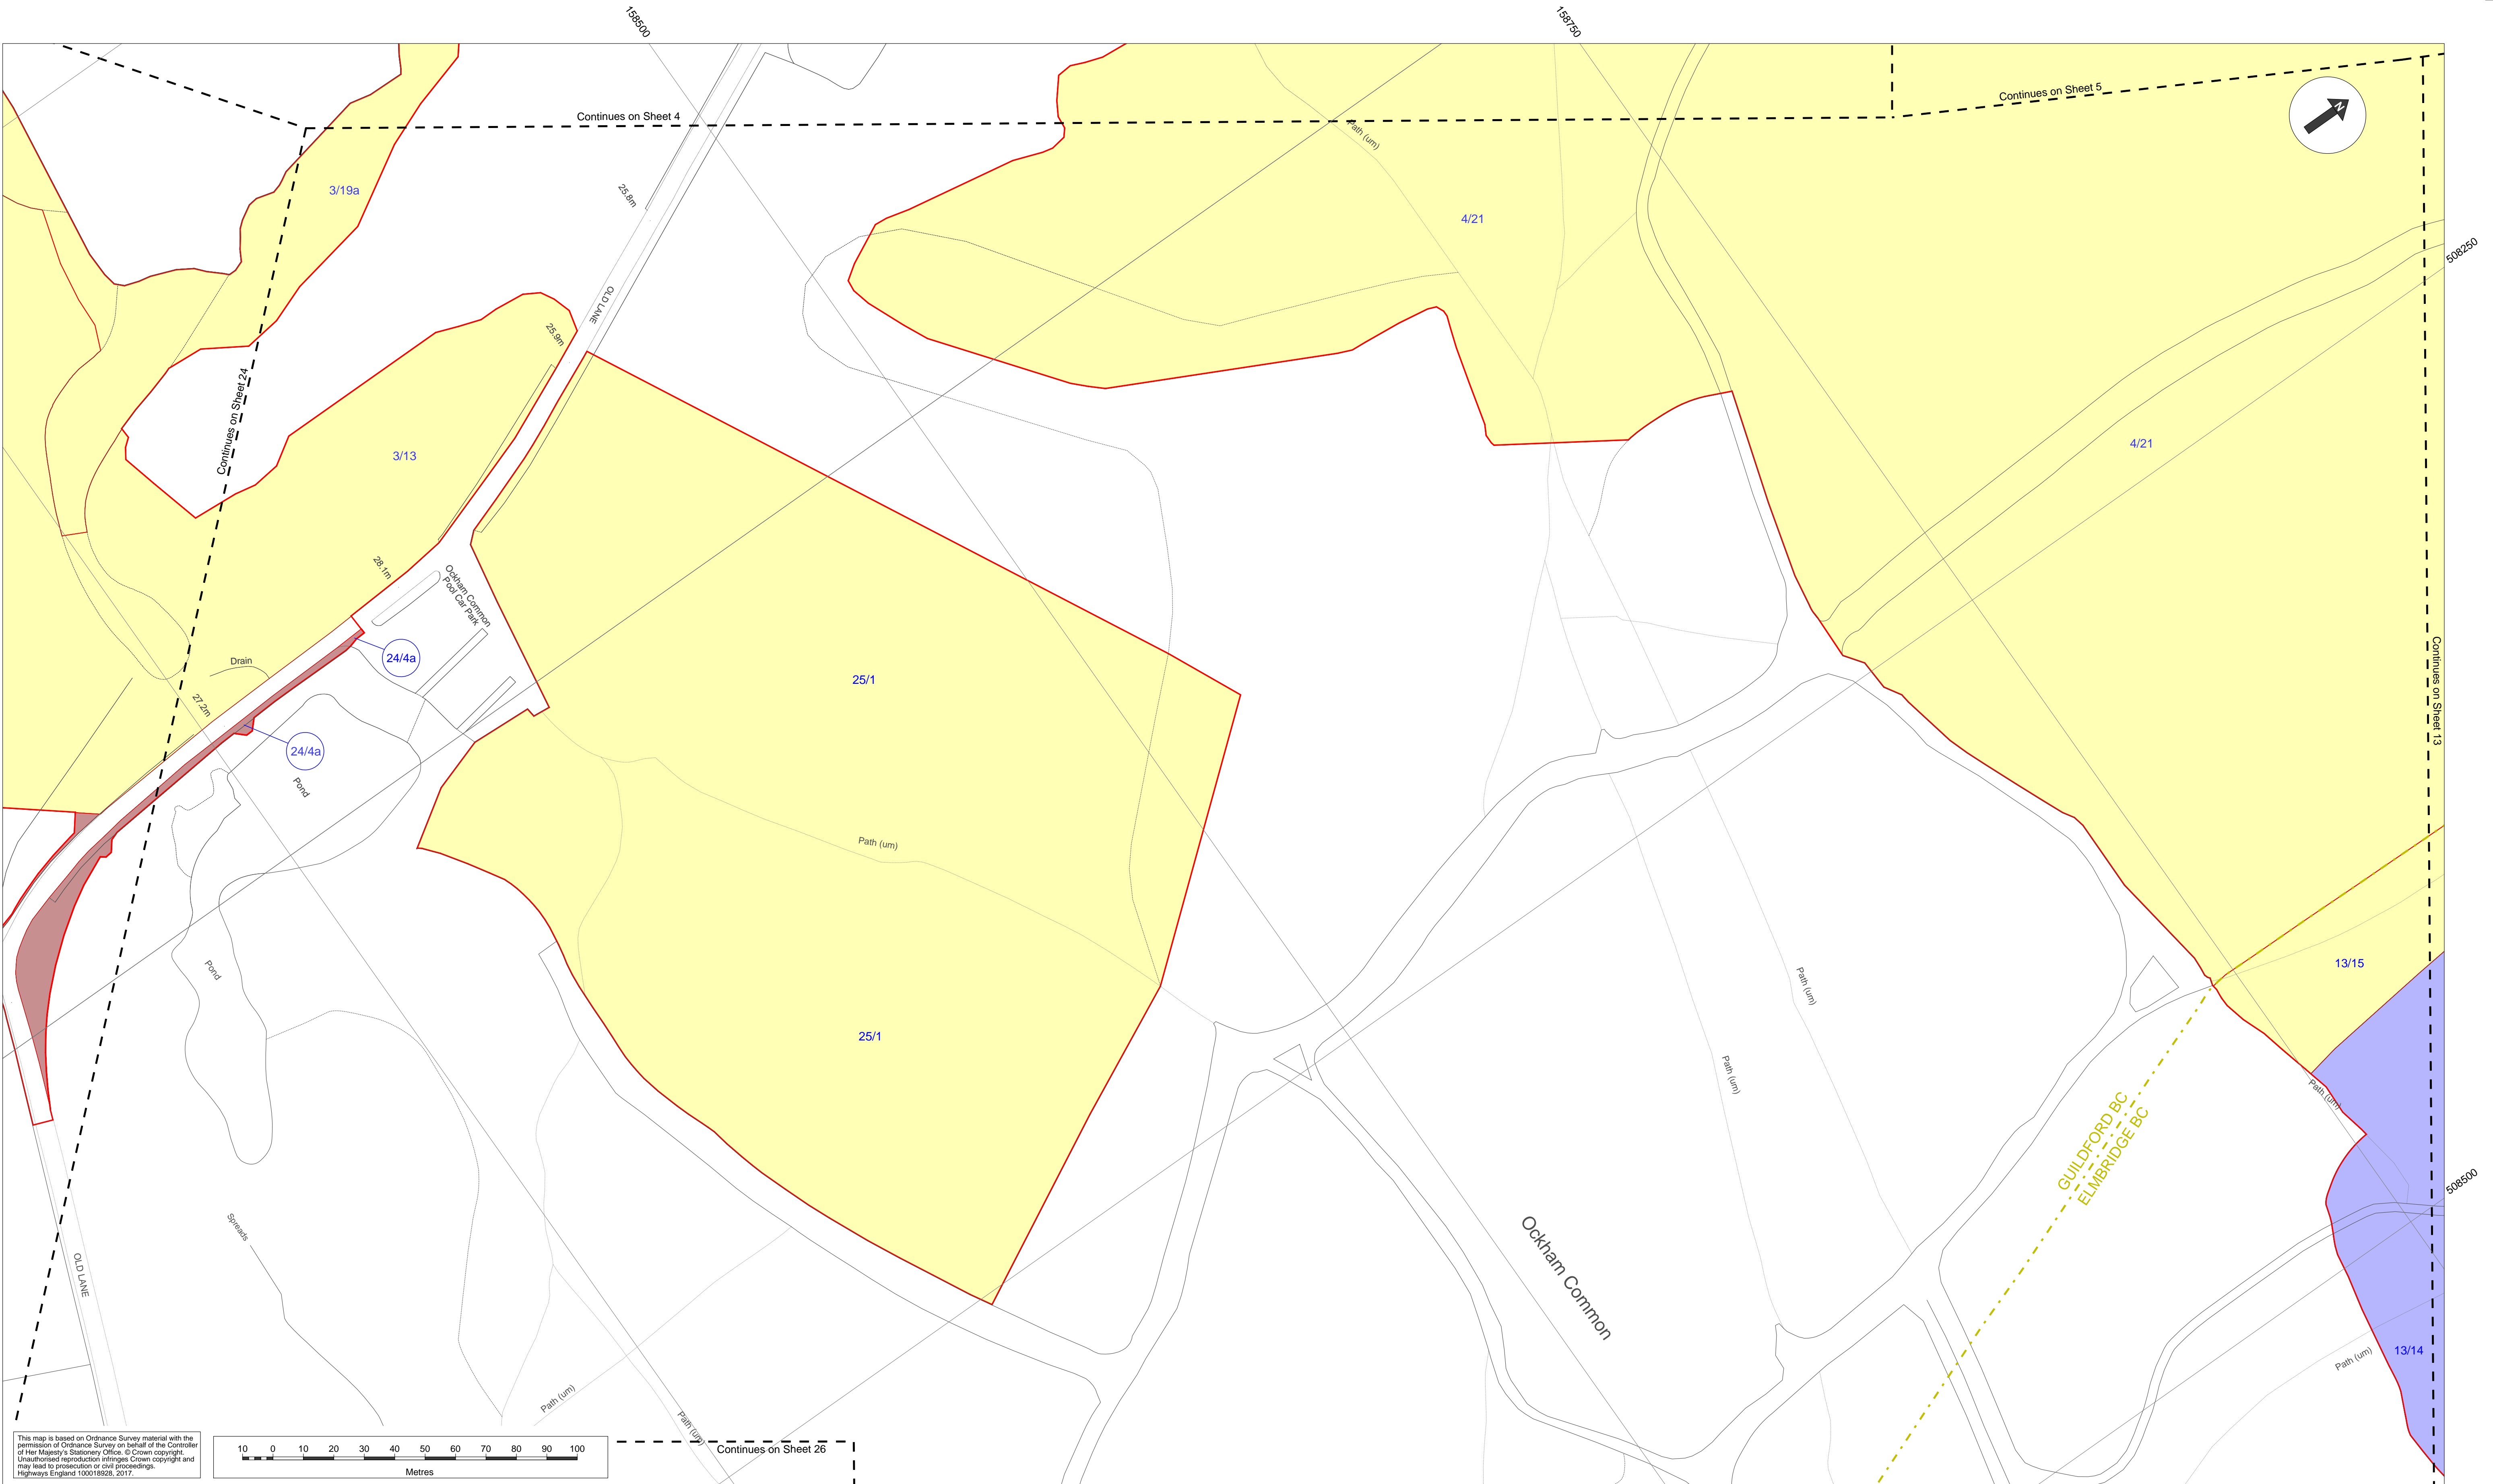 158500
158750
Continues on Sheet 4
Continues on Sheet 5
N
Path (um)
3/19a
25.8m
4/21
508250
OLD LANE
25.9m
Continues on Sheet 24
3/13
4/21
28.1m
Ockham Common
Pool Car Park
24/4a
Drain
25/1
27.2m
Continues on Sheet 13
24/4a
Pond
Path (um)
Pond
13/15
Path (um)
25/1
Path (um)
Path (um)
GUILDFORD BC
ELMBRIDGE BC
508500
Spreads
OLD LANE
Ockham Common
13/14
Path (um)
Path (um)
Path (um)
Continues on Sheet 26
This map is based on Ordnance Survey material with the
permission of Ordnance Survey on behalf of the Controller
of Her Majesty's Stationery Office. © Crown copyright.
Unauthorised reproduction infringes Crown copyright and
may lead to prosecution or civil proceedings.
Highways England 100018928, 2017.
10 0 10 20 30 40 50 60 70 80 90 100
Metres